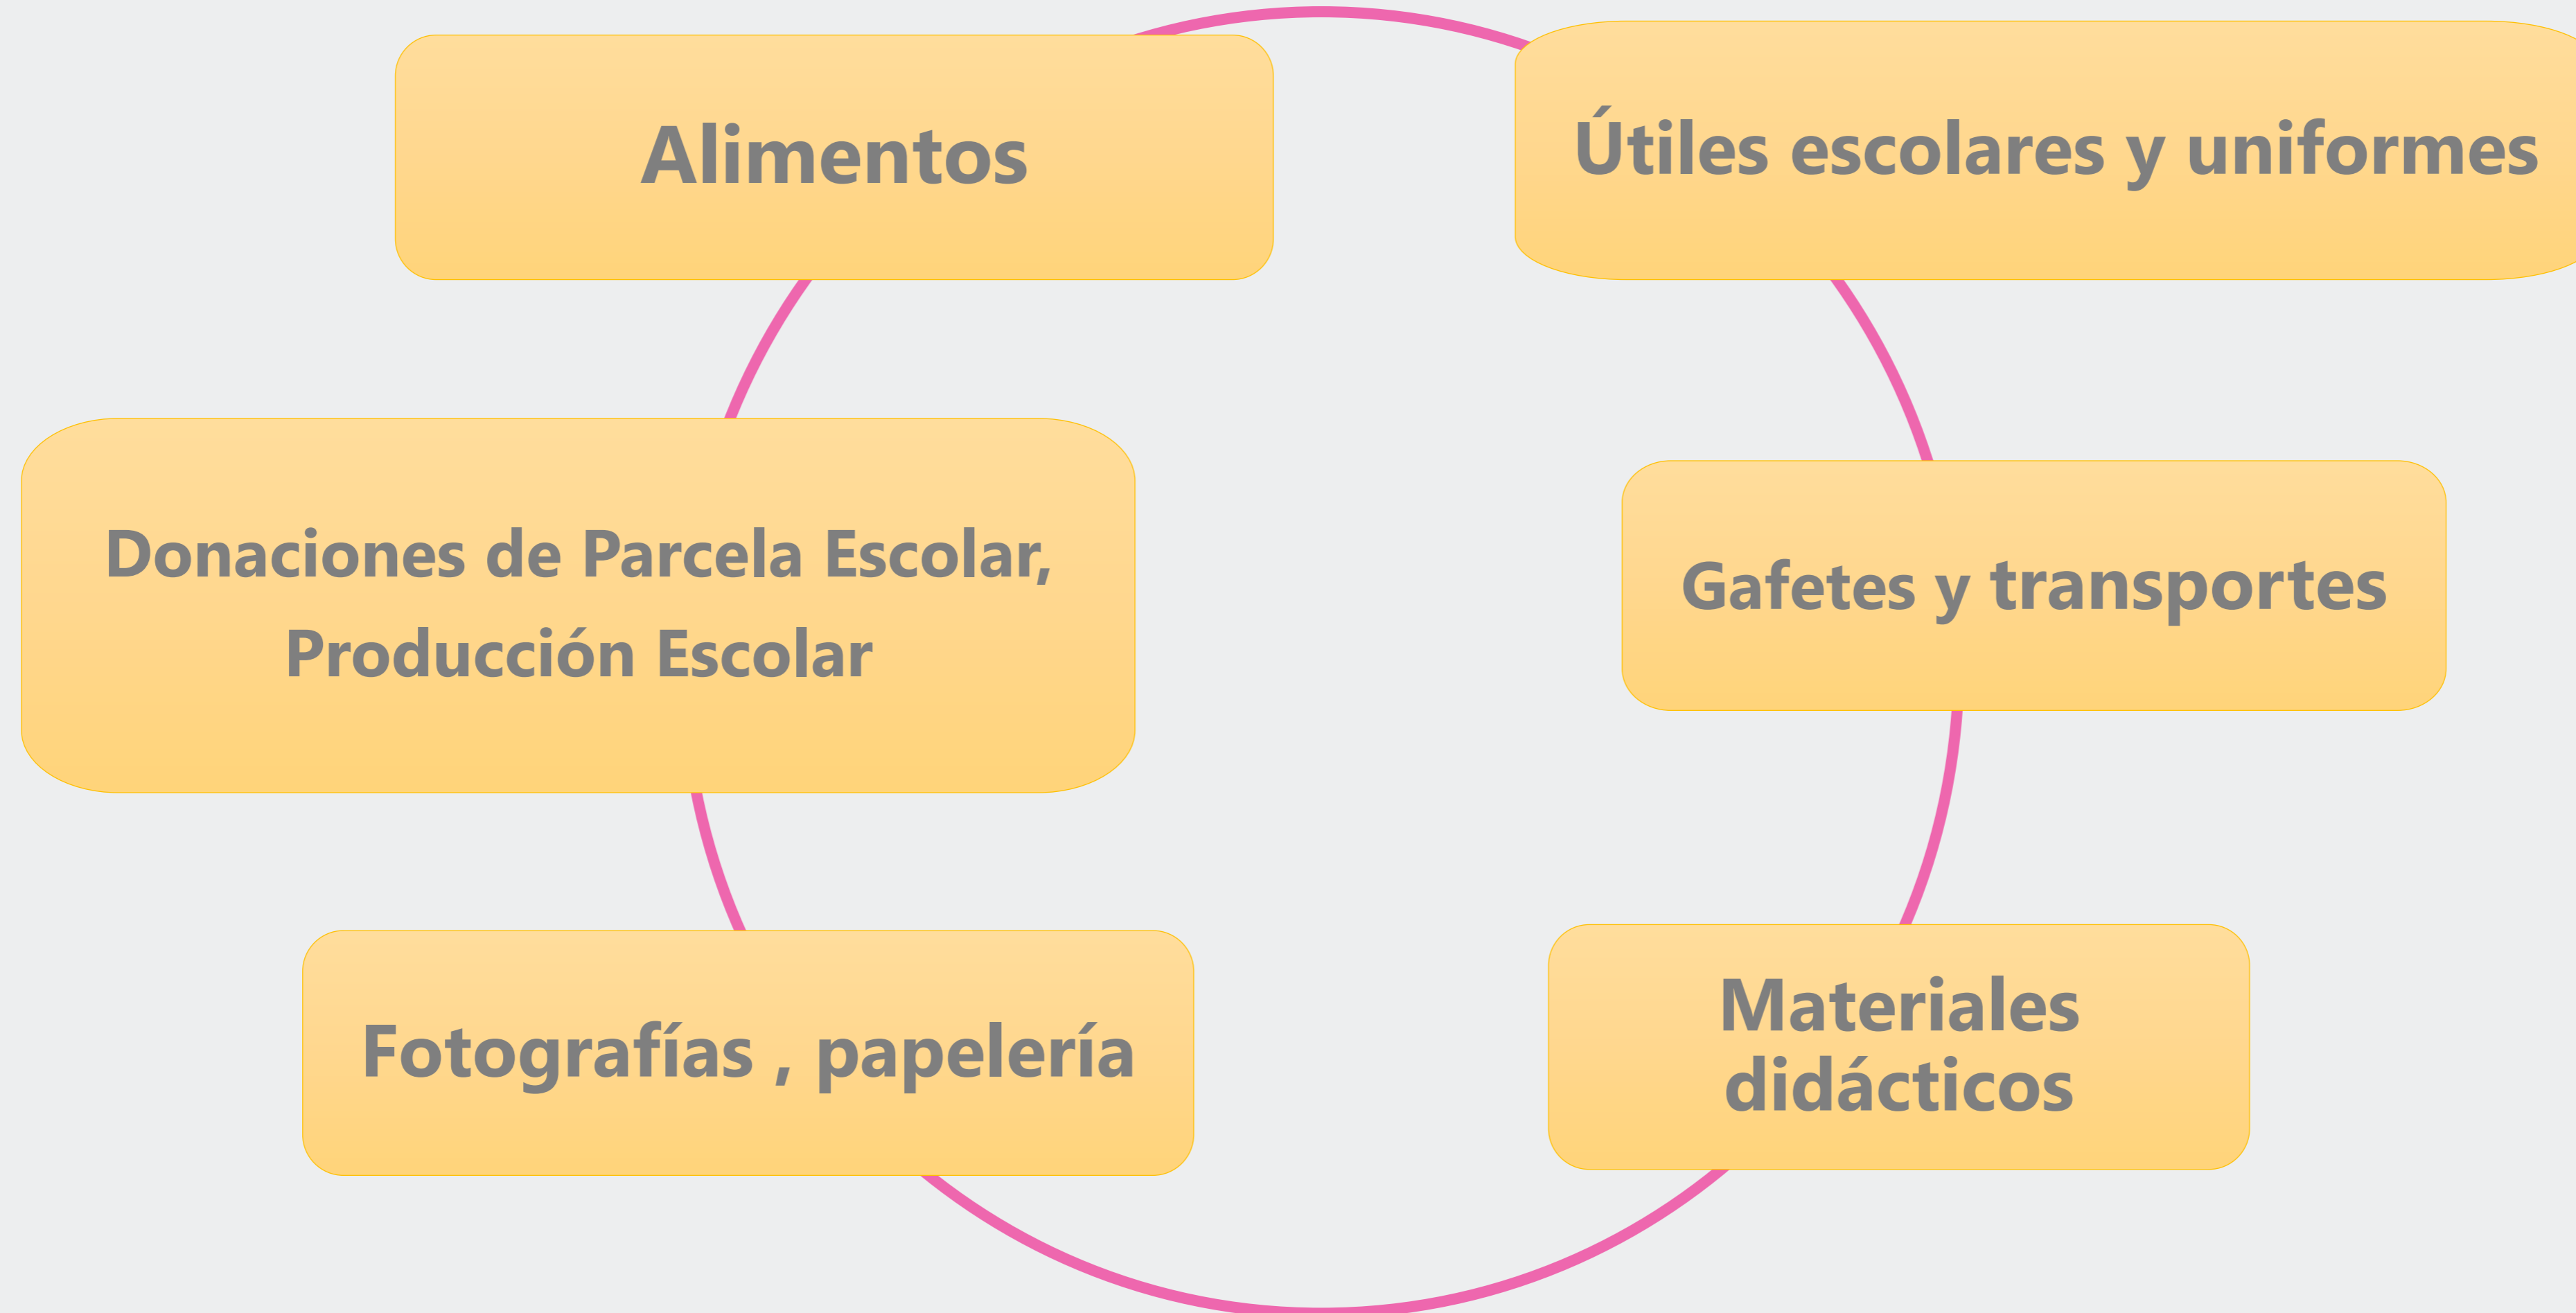 Alimentos
Útiles escolares y uniformes
Donaciones de Parcela Escolar,
Producción Escolar
Gafetes y transportes
Fotografías , papelería
Materiales
didácticos